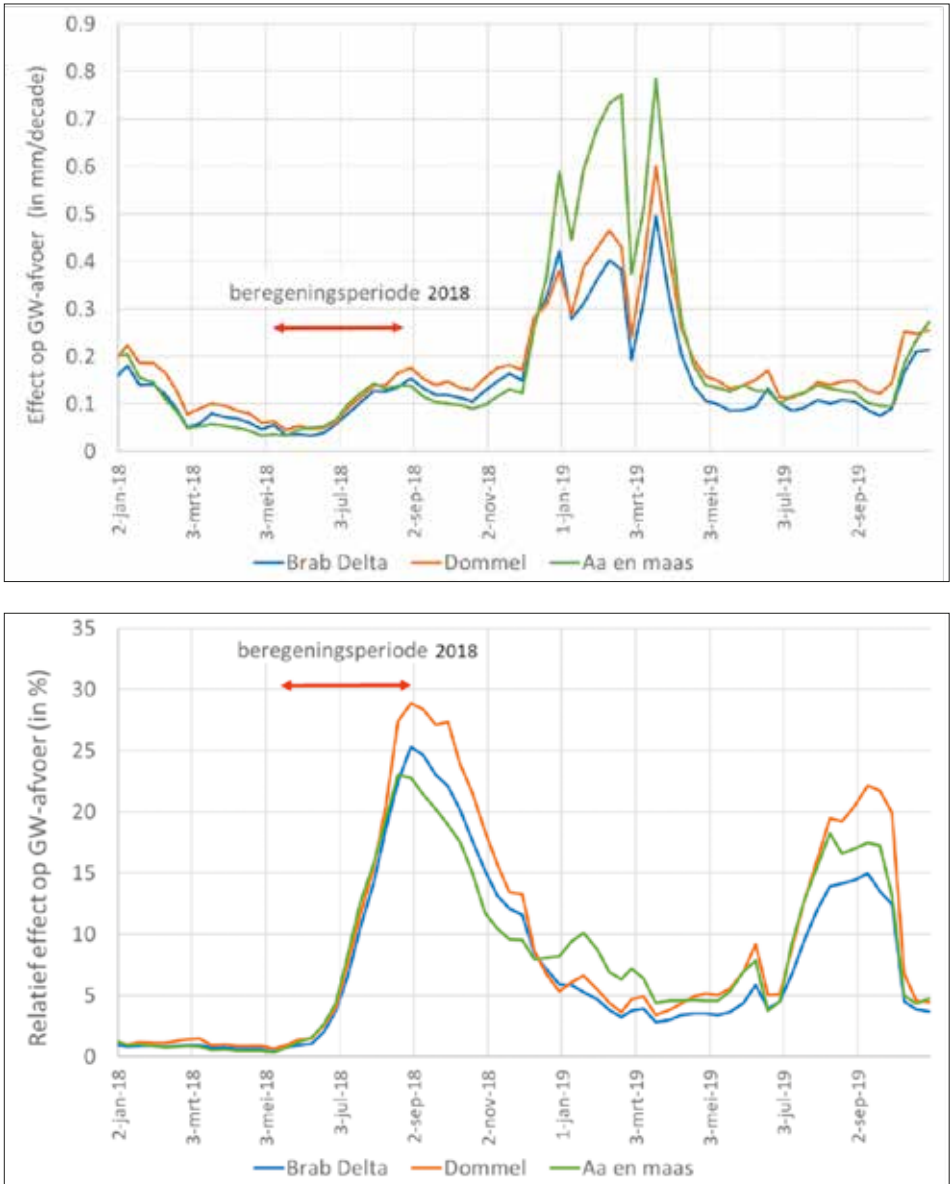 Effect op GW-afvoer (in mm/decade)
0.9
0.8
0.7
0.6
0.5
0.4
0.3
0.2
0.1
0
beregeningsperiode 2018
2-jan-18
3-mrt-18
3-mei-18
3-jul-18
2-sep-18
2-nov-18
1-jan-19
3-mrt-19
3-mei-19
3-jul-19
2-sep-19
Brab Delta Dommel Aa en maas
Relatief effect op GW-afvoer (in %)
35
30
25
20
15
10
5
0
beregeningsperiode 2018
2-jan-18
3-mrt-18
3-mei-18
3-jul-18
2-sep-18
2-nov-18
1-jan-19
3-mrt-19
3-mei-19
3-jul-19
2-sep-19
Brab Delta Dommel Aa en maas